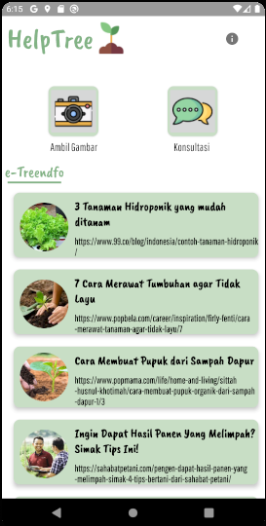 6:15
HelpTree
Ambil Gambar
Konsultasi
e-Treendfo
3 Tanaman Hidroponik yang mudah
ditanam
https://www.99.co/blog/indonesia/contoh-tanaman-hidroponik
/
7 Cara Merawat Tumbuhan agar Tidak
Layu
https://www.popbela.com/career/inspiration/firly-fenti/cara
-merawat-tanaman-agar-tidak-layu/7
Cara Membuat Pupuk dari Sampah Dapur
https://www.popmama.com/life/home-and-living/sittah
-husnul-khotimah/cara-membuat-pupuk-organik-dari-sampah
-dapur-1/3
Ingin Dapat Hasil Panen Yang Melimpah?
Simak Tips Ini!
https://sahabatpetani.com/pengen-dapat-hasil-panen-yang
-melimpah-simak-4-tips-bertani-dari-sahabat-petani/